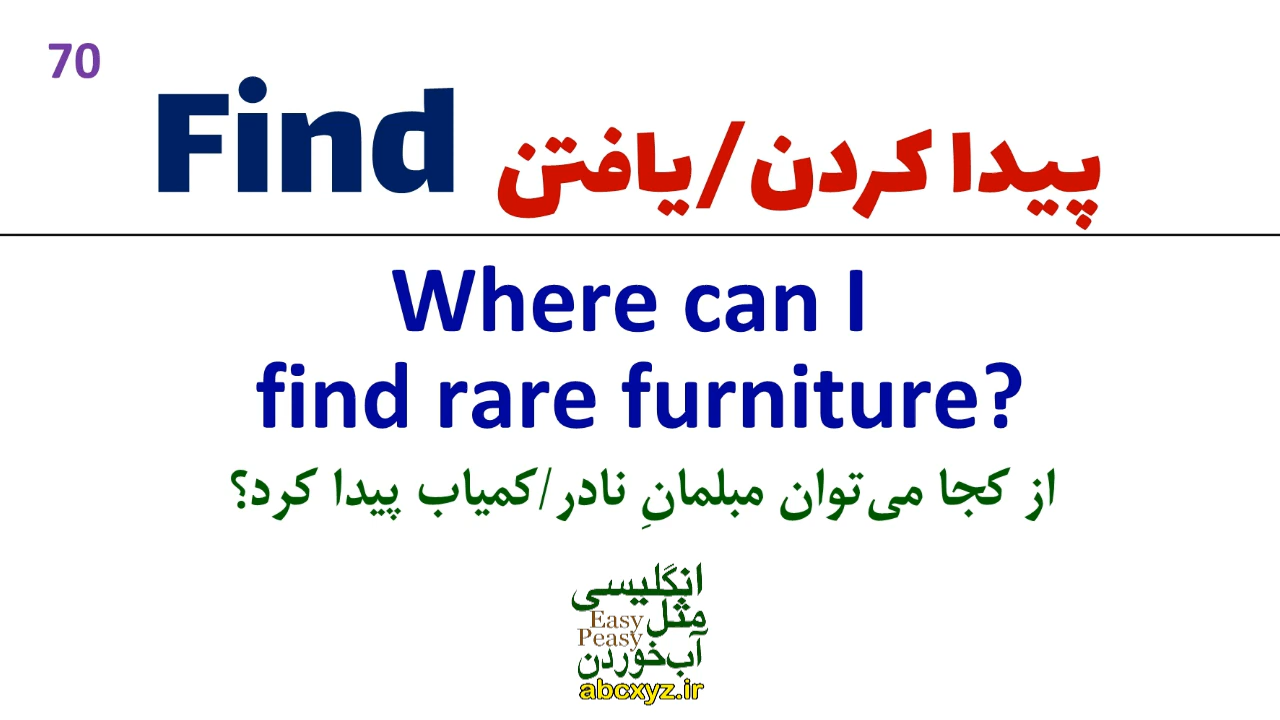 70
Find پیدا کردن/یافتن
Where can I
find rare furniture?
از کجا می‌توان مبلمانِ نادر/کمیاب پیدا کرد؟
انگلیسی
مثل Easy
Peasy
آب‌خوردن
abcxyz.ir